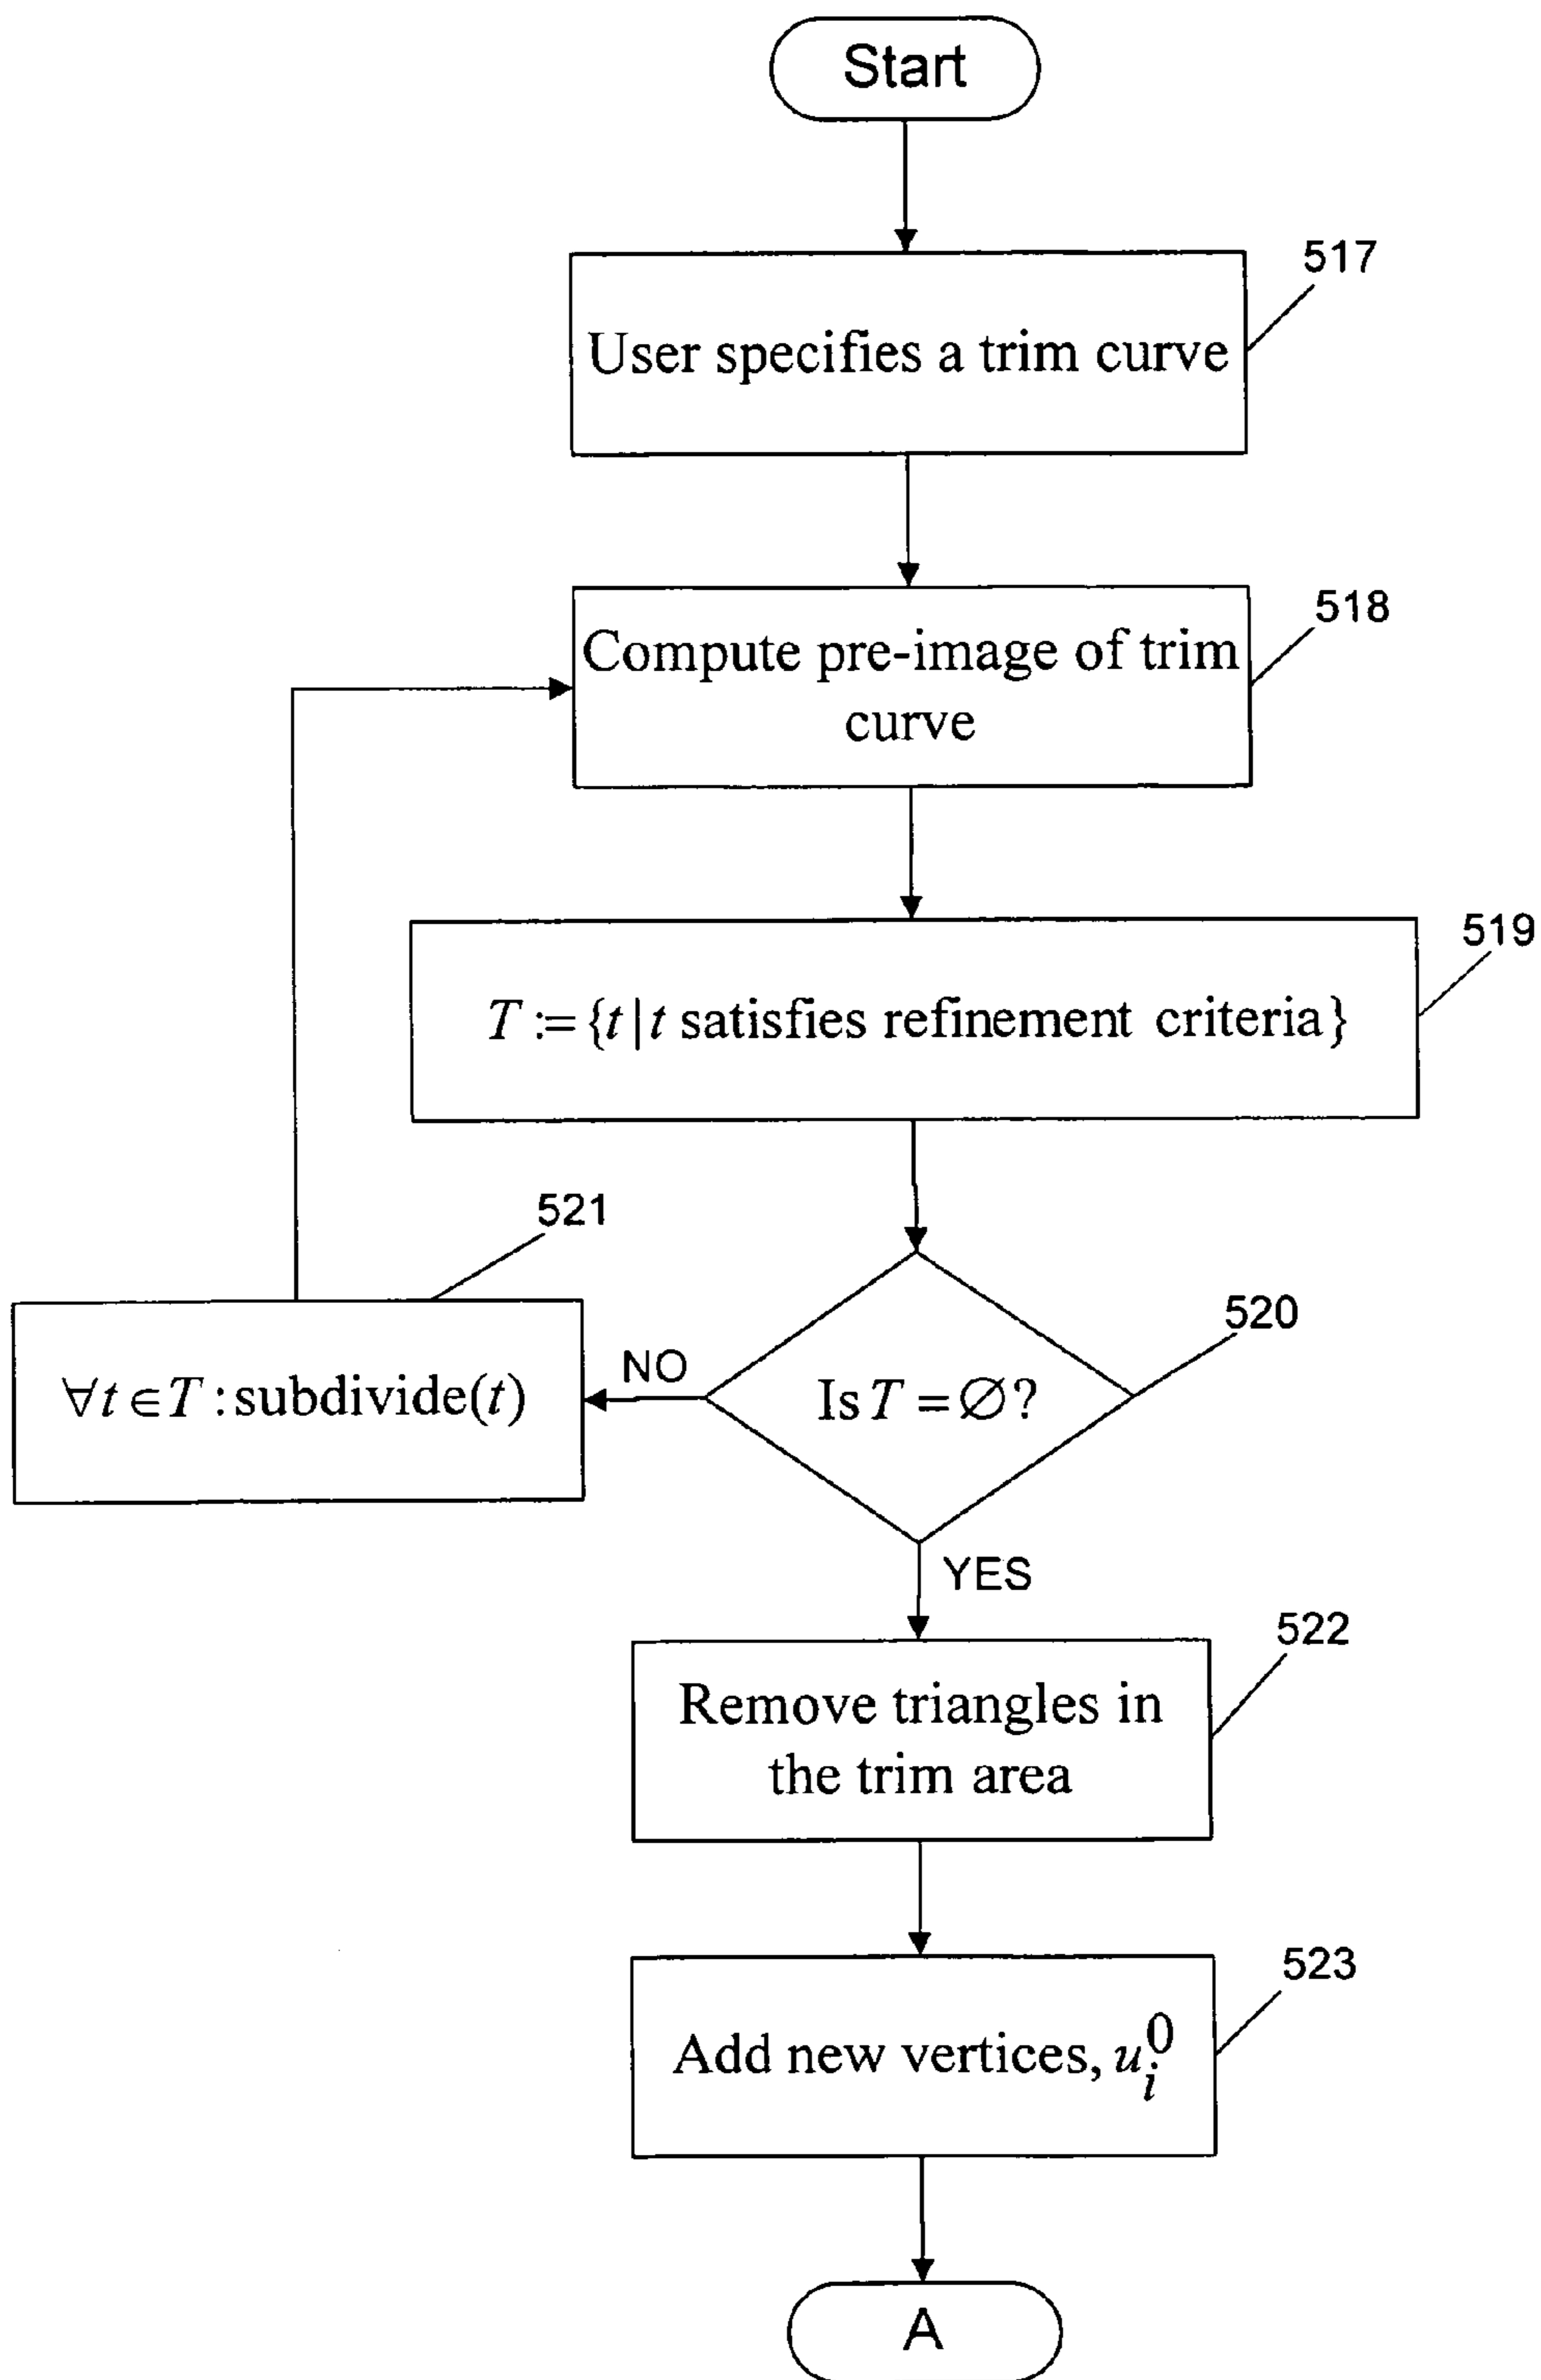 Start
517
User specifies a trim curve
518
Compute pre-image of trim
curve
519
T := {t | t satisfies refinement criteria}
521
∀t ∈ T : subdivide(t)
NO
520
Is T = ∅ ?
YES
522
Remove triangles in
the trim area
523
Add new vertices, u_i^0
A